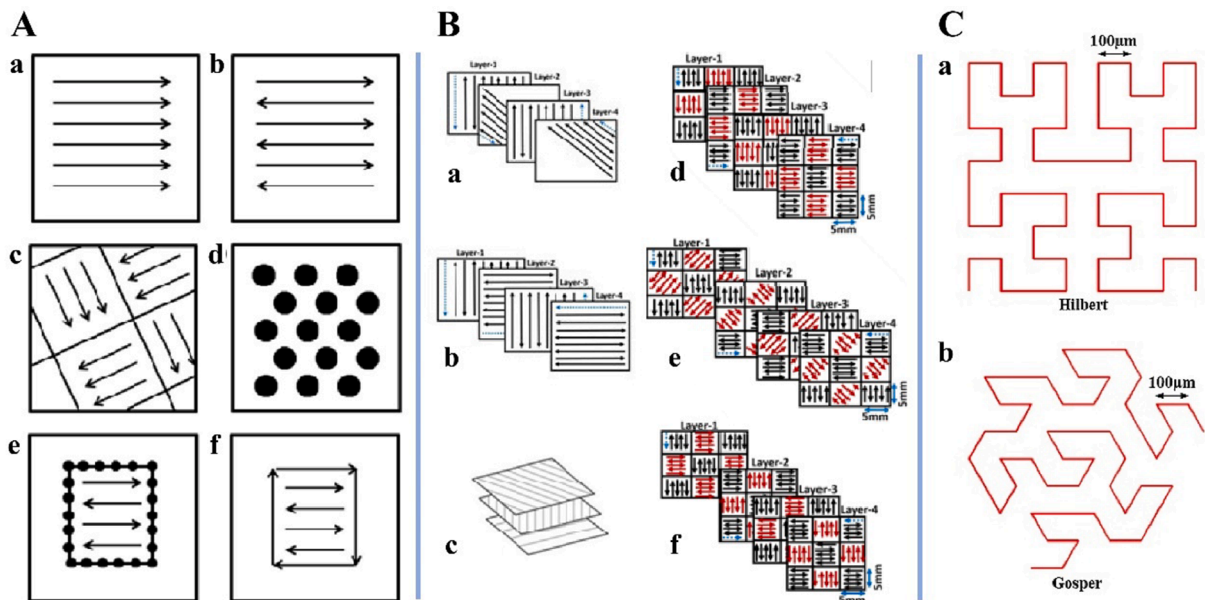 A
a
b
c
d
e
f
B
Layer-1
Layer-2
Layer-3
Layer-4
a
Layer-1
Layer-2
Layer-3
Layer-4
b
c
Layer-1
Layer-2
Layer-3
Layer-4
d
5mm
5mm
Layer-1
Layer-2
Layer-3
Layer-4
e
5mm
5mm
Layer-1
Layer-2
Layer-3
Layer-4
f
5mm
5mm
C
a
100μm
Hilbert
b
100μm
Gosper